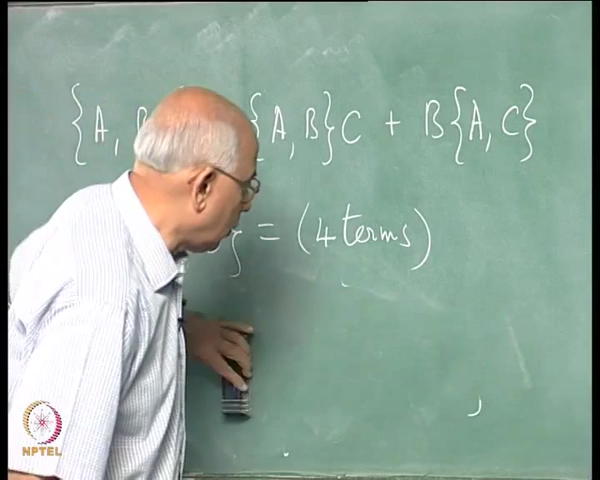 {A, B {A, B} C + B {A, C}
} = (4 terms)
NPTEL